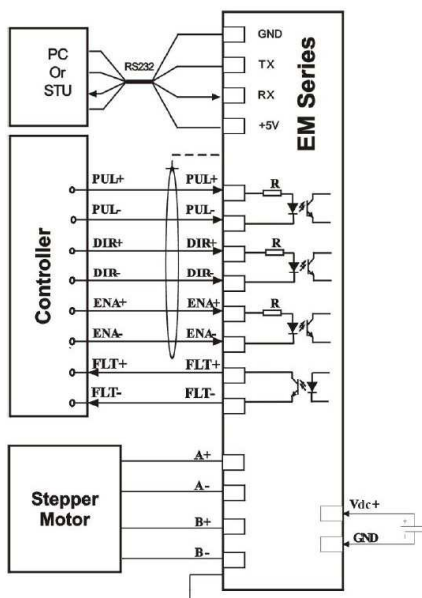 PC
Or
STU
RS232
GND
TX
RX
+5V
EM Series
Controller
PUL+ PUL+ R
PUL- PUL-
DIR+ DIR+ R
DIR- DIR-
ENA+ ENA+ R
ENA- ENA-
FLT+ FLT+
FLT- FLT-
Stepper
Motor
A+
A-
B+
B-
Vdc+
GND